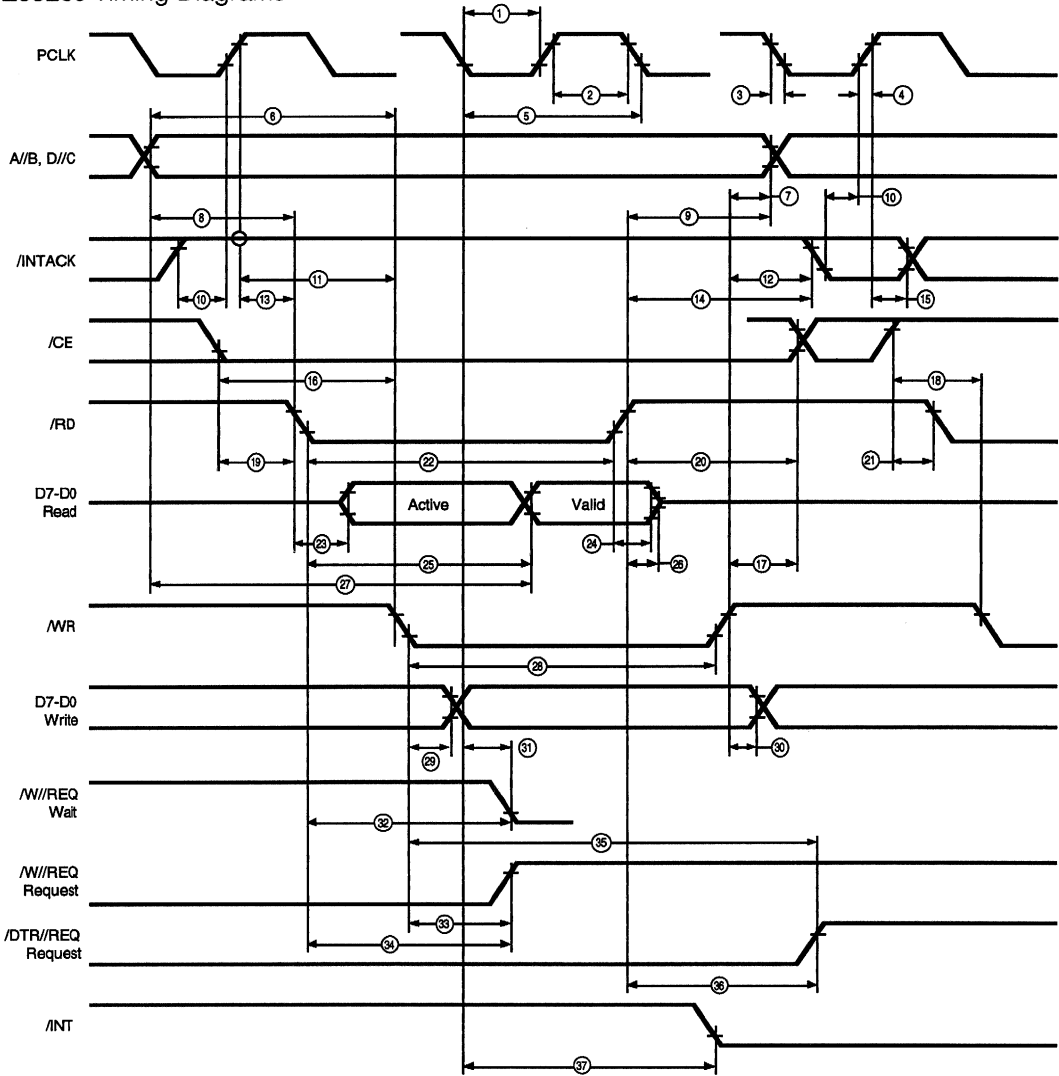 Timing Diagrams
1
PCLK
2
3
4
6
5
A//B, D//C
7
10
8
9
/INTACK
11
12
10
13
14
15
/CE
16
18
/RD
19
22
20
21
D7-D0
Read
Active
Valid
23
24
25
26
17
27
/WR
28
D7-D0
Write
29
31
30
/W//REQ
Wait
32
35
/W//REQ
Request
33
34
/DTR//REQ
Request
36
/INT
37